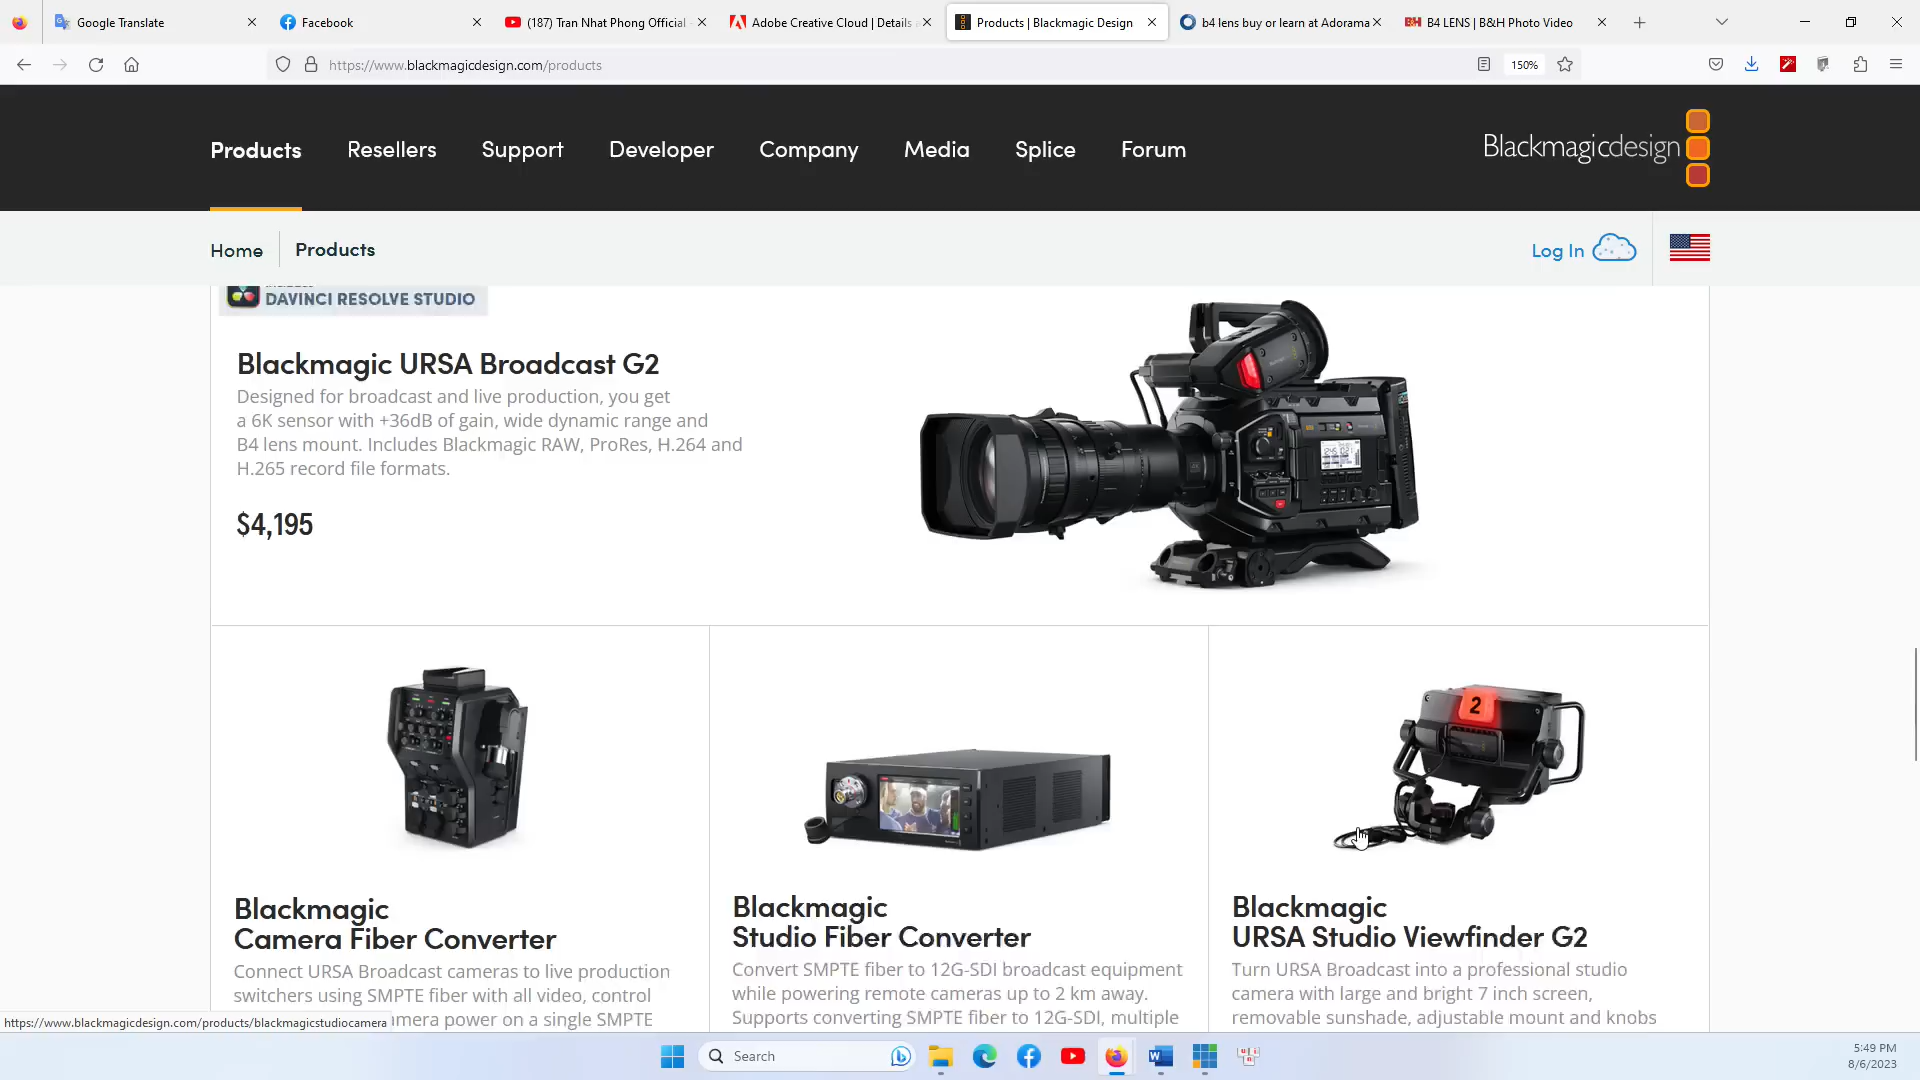 Google Translate
Facebook
(187) Tran Nhat Phong Official -
Adobe Creative Cloud | Details
Products | Blackmagic Design
b4 lens buy or learn at Adorama
B&H
B4 LENS | B&H Photo Video
https://www.blackmagicdesign.com/products
150%
Products
Resellers
Support
Developer
Company
Media
Splice
Forum
Blackmagicdesign
Home
Products
Log In
DAVINCI RESOLVE STUDIO
Blackmagic URSA Broadcast G2
Designed for broadcast and live production, you get
a 6K sensor with +36dB of gain, wide dynamic range and
B4 lens mount. Includes Blackmagic RAW, ProRes, H.264 and
H.265 record file formats.
$4,195
2
Blackmagic
Camera Fiber Converter
Connect URSA Broadcast cameras to live production
switchers using SMPTE fiber with all video, control
amera power on a single SMPTE
Blackmagic
Studio Fiber Converter
Convert SMPTE fiber to 12G-SDI broadcast equipment
while powering remote cameras up to 2 km away.
Supports converting SMPTE fiber to 12G-SDI, multiple
Blackmagic
URSA Studio Viewfinder G2
Turn URSA Broadcast into a professional studio
camera with large and bright 7 inch screen,
removable sunshade, adjustable mount and knobs
https://www.blackmagicdesign.com/products/blackmagicstudiocamera
Search
5:49 PM
8/6/2023